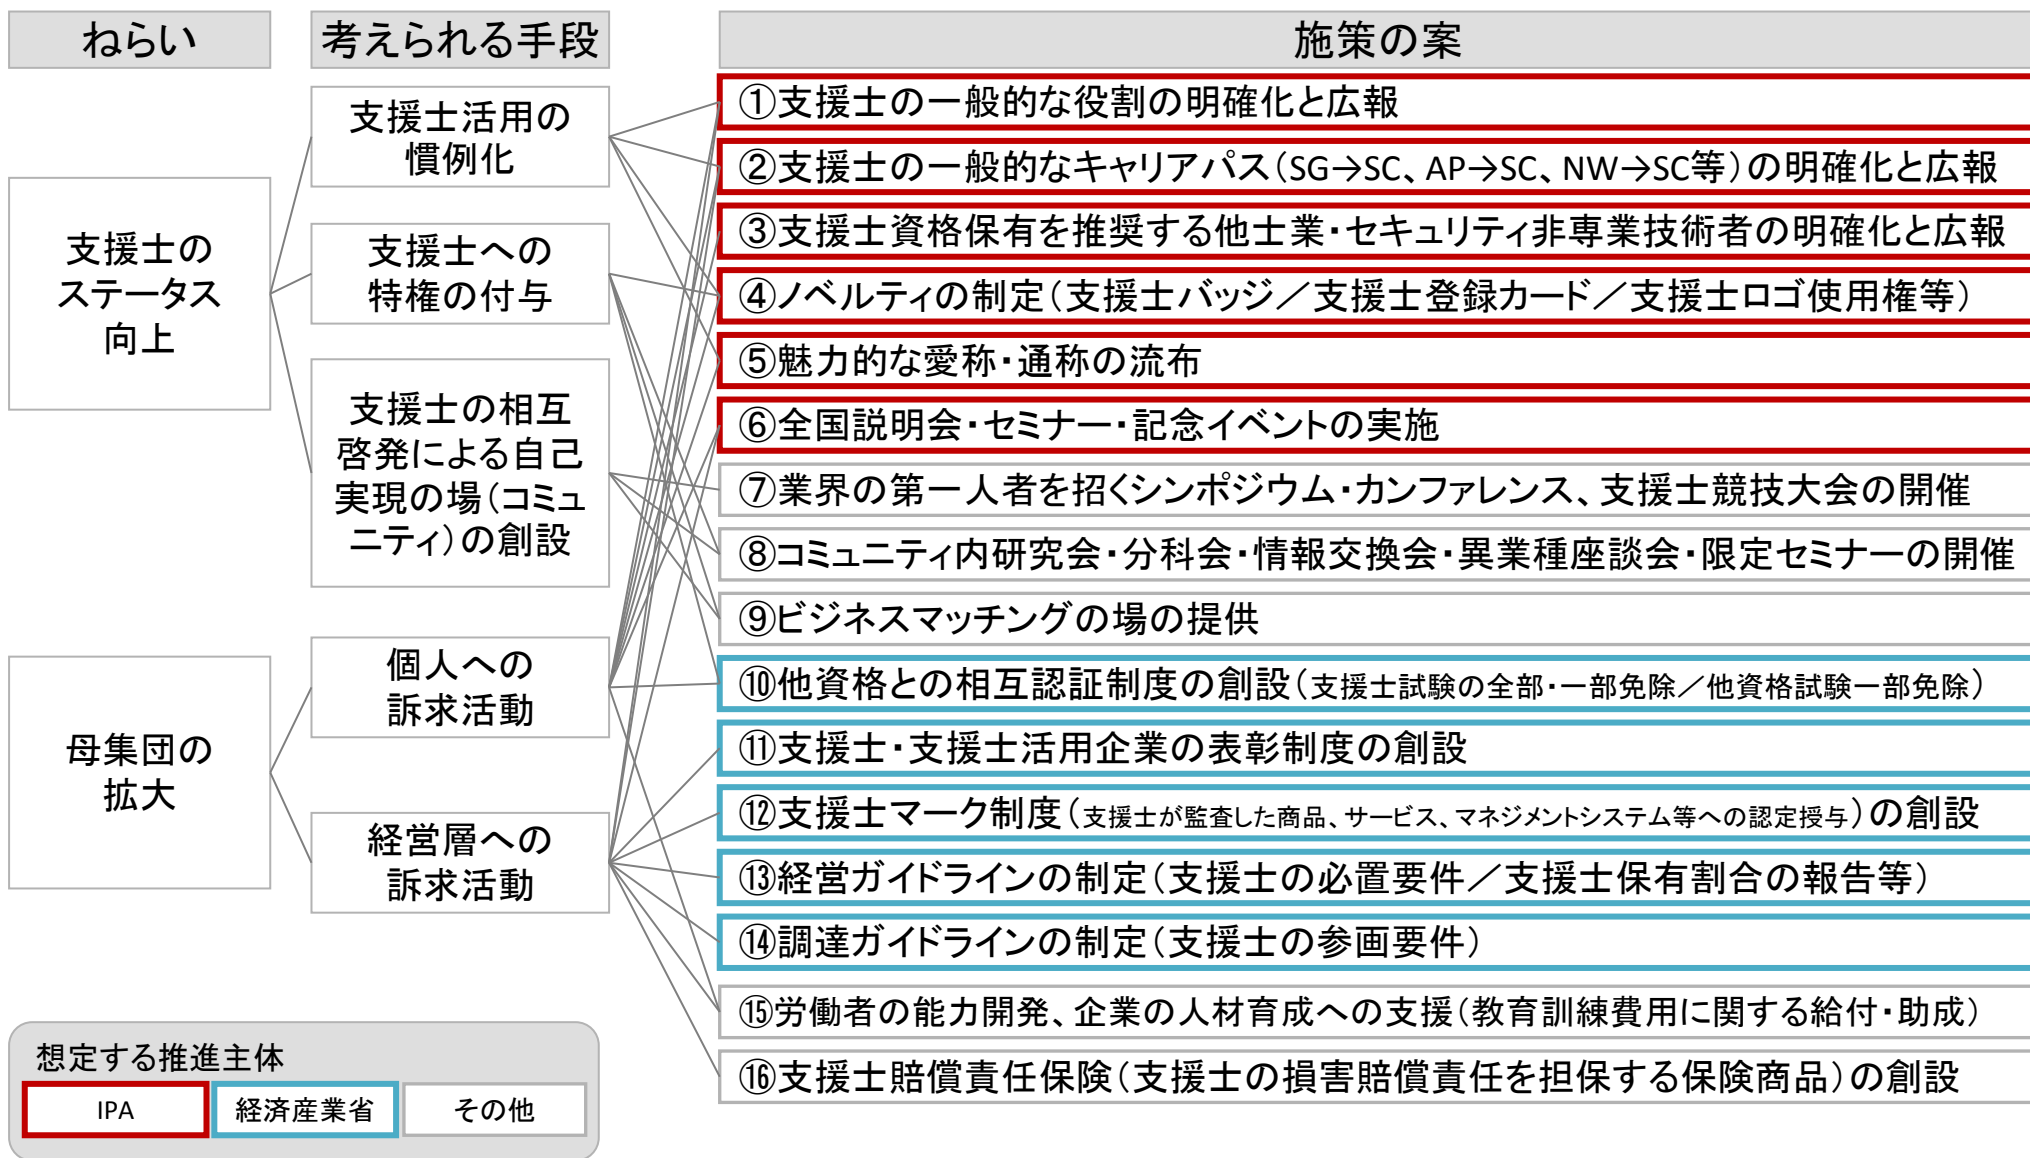 ねらい
考えられる手段
施策の案
支援士の
ステータス
向上
母集団の
拡大
支援士活用の
慣例化
支援士への
特権の付与
支援士の相互
啓発による自己
実現の場（コミュ
ニティ）の創設
個人への
訴求活動
経営層への
訴求活動
①支援士の一般的な役割の明確化と広報
②支援士の一般的なキャリアパス（SG→SC、AP→SC、NW→SC等）の明確化と広報
③支援士資格保有を推奨する他士業・セキュリティ非専業技術者の明確化と広報
④ノベルティの制定（支援士バッジ／支援士登録カード／支援士ロゴ使用権等）
⑤魅力的な愛称・通称の流布
⑥全国説明会・セミナー・記念イベントの実施
⑦業界の第一人者を招くシンポジウム・カンファレンス、支援士競技大会の開催
⑧コミュニティ内研究会・分科会・情報交換会・異業種座談会・限定セミナーの開催
⑨ビジネスマッチングの場の提供
⑩他資格との相互認証制度の創設（支援士試験の全部・一部免除／他資格試験一部免除）
⑪支援士・支援士活用企業の表彰制度の創設
⑫支援士マーク制度（支援士が監査した商品、サービス、マネジメントシステム等への認定授与）の創設
⑬経営ガイドラインの制定（支援士の必置要件／支援士保有割合の報告等）
⑭調達ガイドラインの制定（支援士の参画要件）
⑮労働者の能力開発、企業の人材育成への支援（教育訓練費用に関する給付・助成）
⑯支援士賠償責任保険（支援士の損害賠償責任を担保する保険商品）の創設
想定する推進主体
IPA
経済産業省
その他